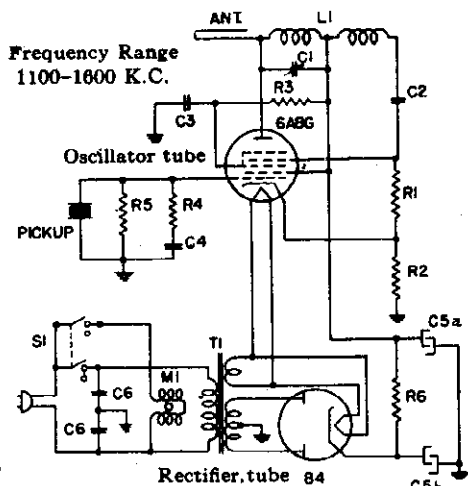 ANT.
L1
Frequency Range
1100-1600 K.C.
C1
R3
C2
C3
6A8G
Oscillator tube
R1
R5
R4
PICKUP
C4
R2
S1
T1
C5a
M1
C6
R6
C6
Rectifier, tube 84
C5b